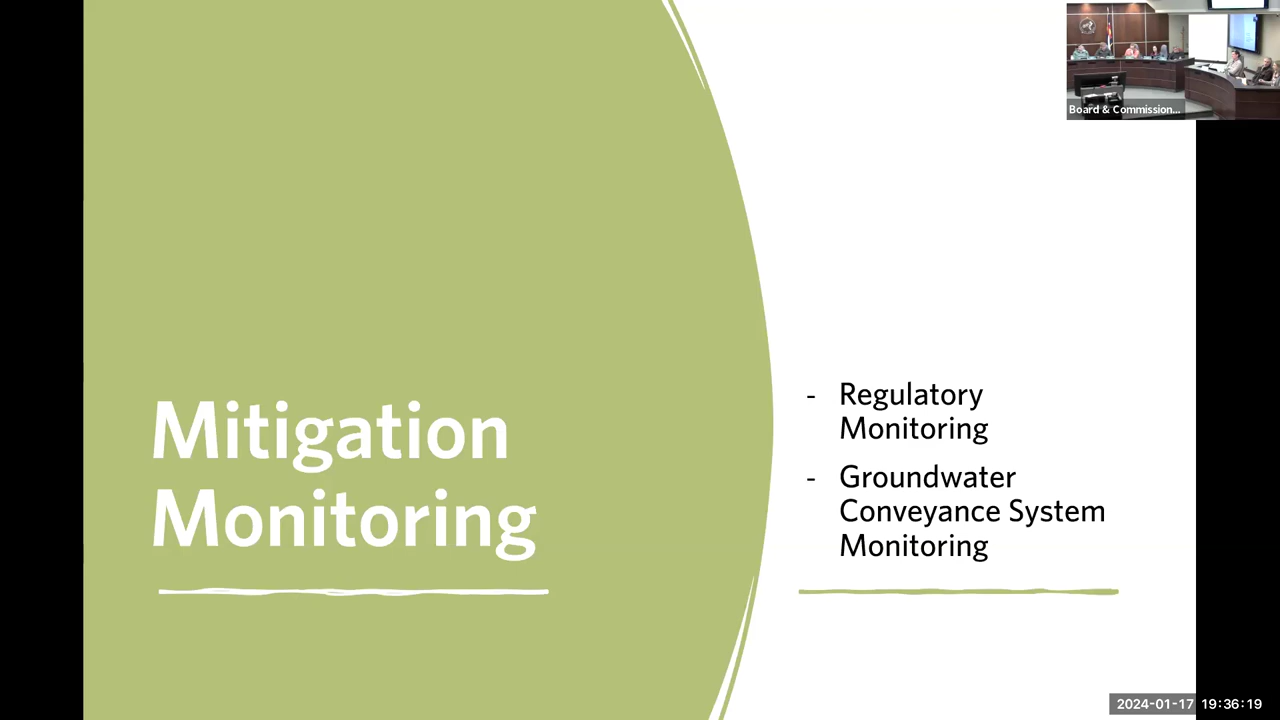 Board & Commission...
Mitigation
Monitoring
- Regulatory
Monitoring
- Groundwater
Conveyance System
Monitoring
2024-01-17 19:36:19